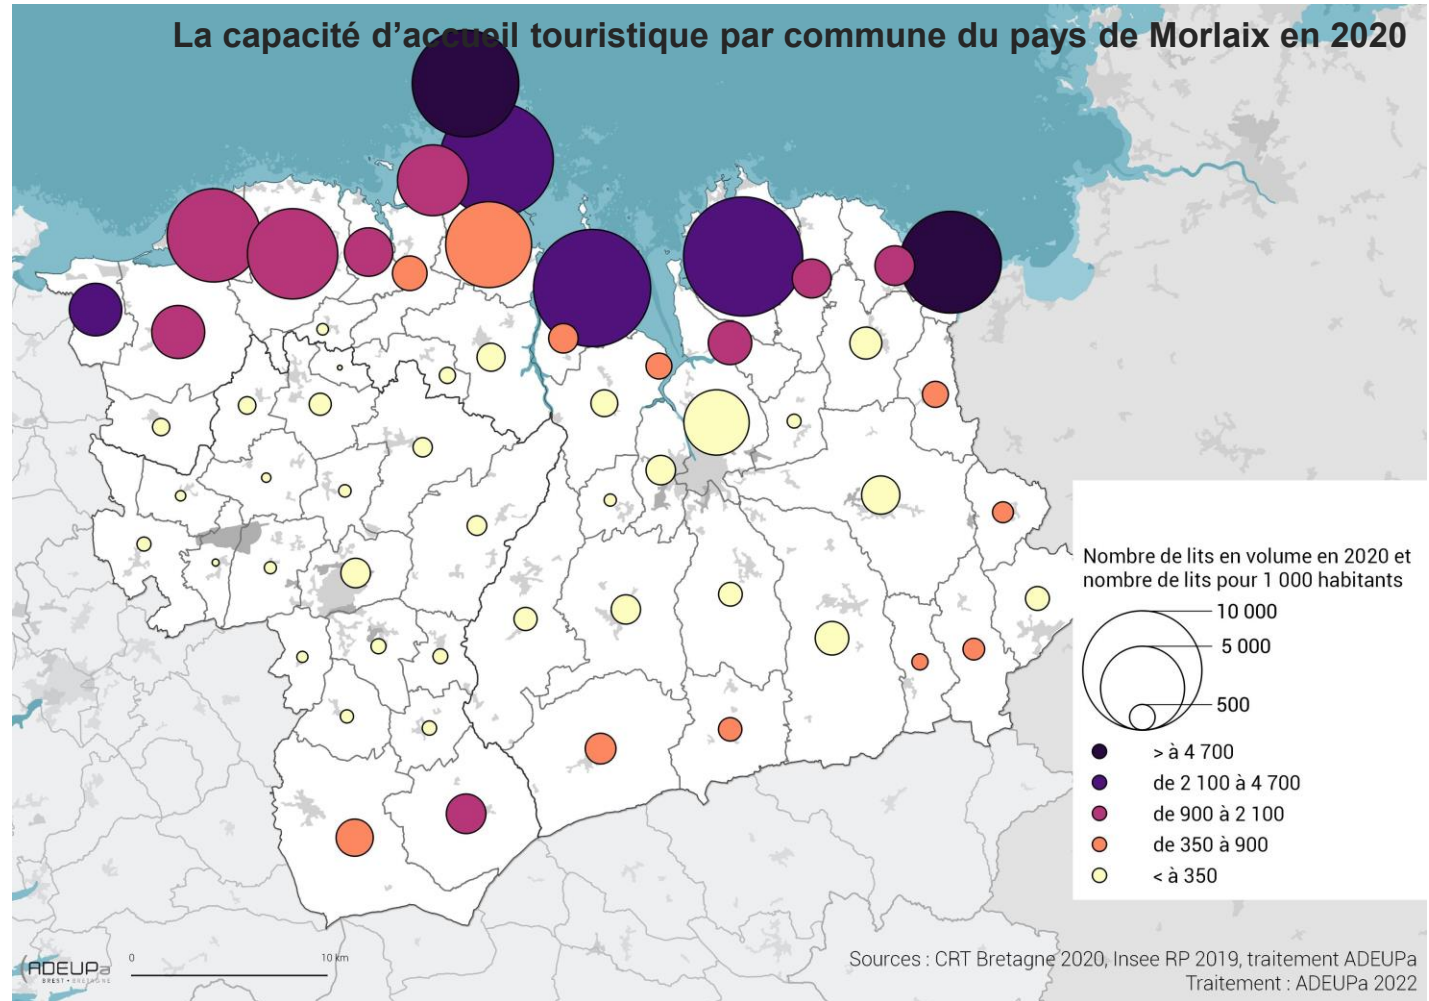 La capacité d’accueil touristique par commune du pays de Morlaix en 2020
Nombre de lits en volume en 2020 et
nombre de lits pour 1 000 habitants
10 000
5 000
500
> à 4 700
de 2 100 à 4 700
de 900 à 2 100
de 350 à 900
< à 350
ADEUPa
BREST • BRETAGNE
0
10 km
Sources : CRT Bretagne 2020, Insee RP 2019, traitement ADEUPa
Traitement : ADEUPa 2022